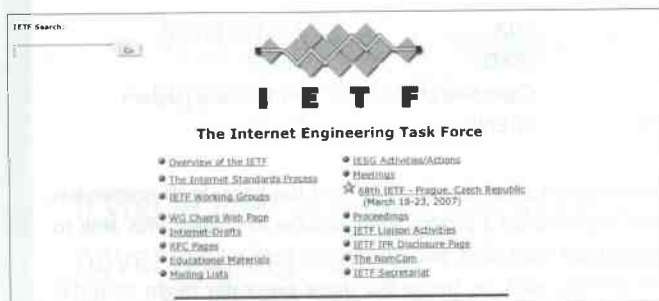 IETF Search:
Go
I E T F
The Internet Engineering Task Force
Overview of the IETF
The Internet Standards Process
IETF Working Groups
WG Chairs Web Page
Internet-Drafts
RFC Pages
Educational Materials
Mailing Lists
IESG Activities/Actions
Meetings
68th IETF - Prague, Czech Republic
(March 18-23, 2007)
Proceedings
IETF Liaison Activities
IETF IPR Disclosure Page
The NomCom
IETF Secretariat